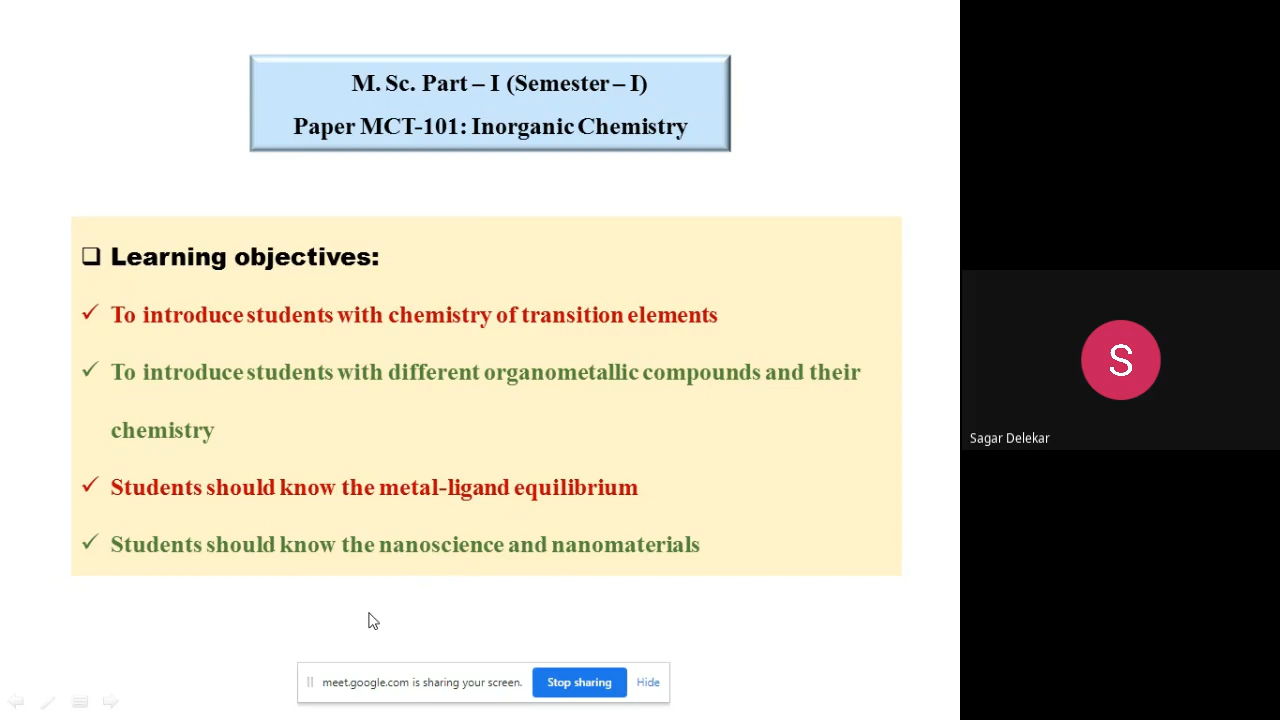 M. Sc. Part – I (Semester – I)
Paper MCT-101: Inorganic Chemistry
Learning objectives:
To introduce students with chemistry of transition elements
To introduce students with different organometallic compounds and their
chemistry
Students should know the metal-ligand equilibrium
Students should know the nanoscience and nanomaterials
S
Sagar Delekar
meet.google.com is sharing your screen.
Stop sharing
Hide